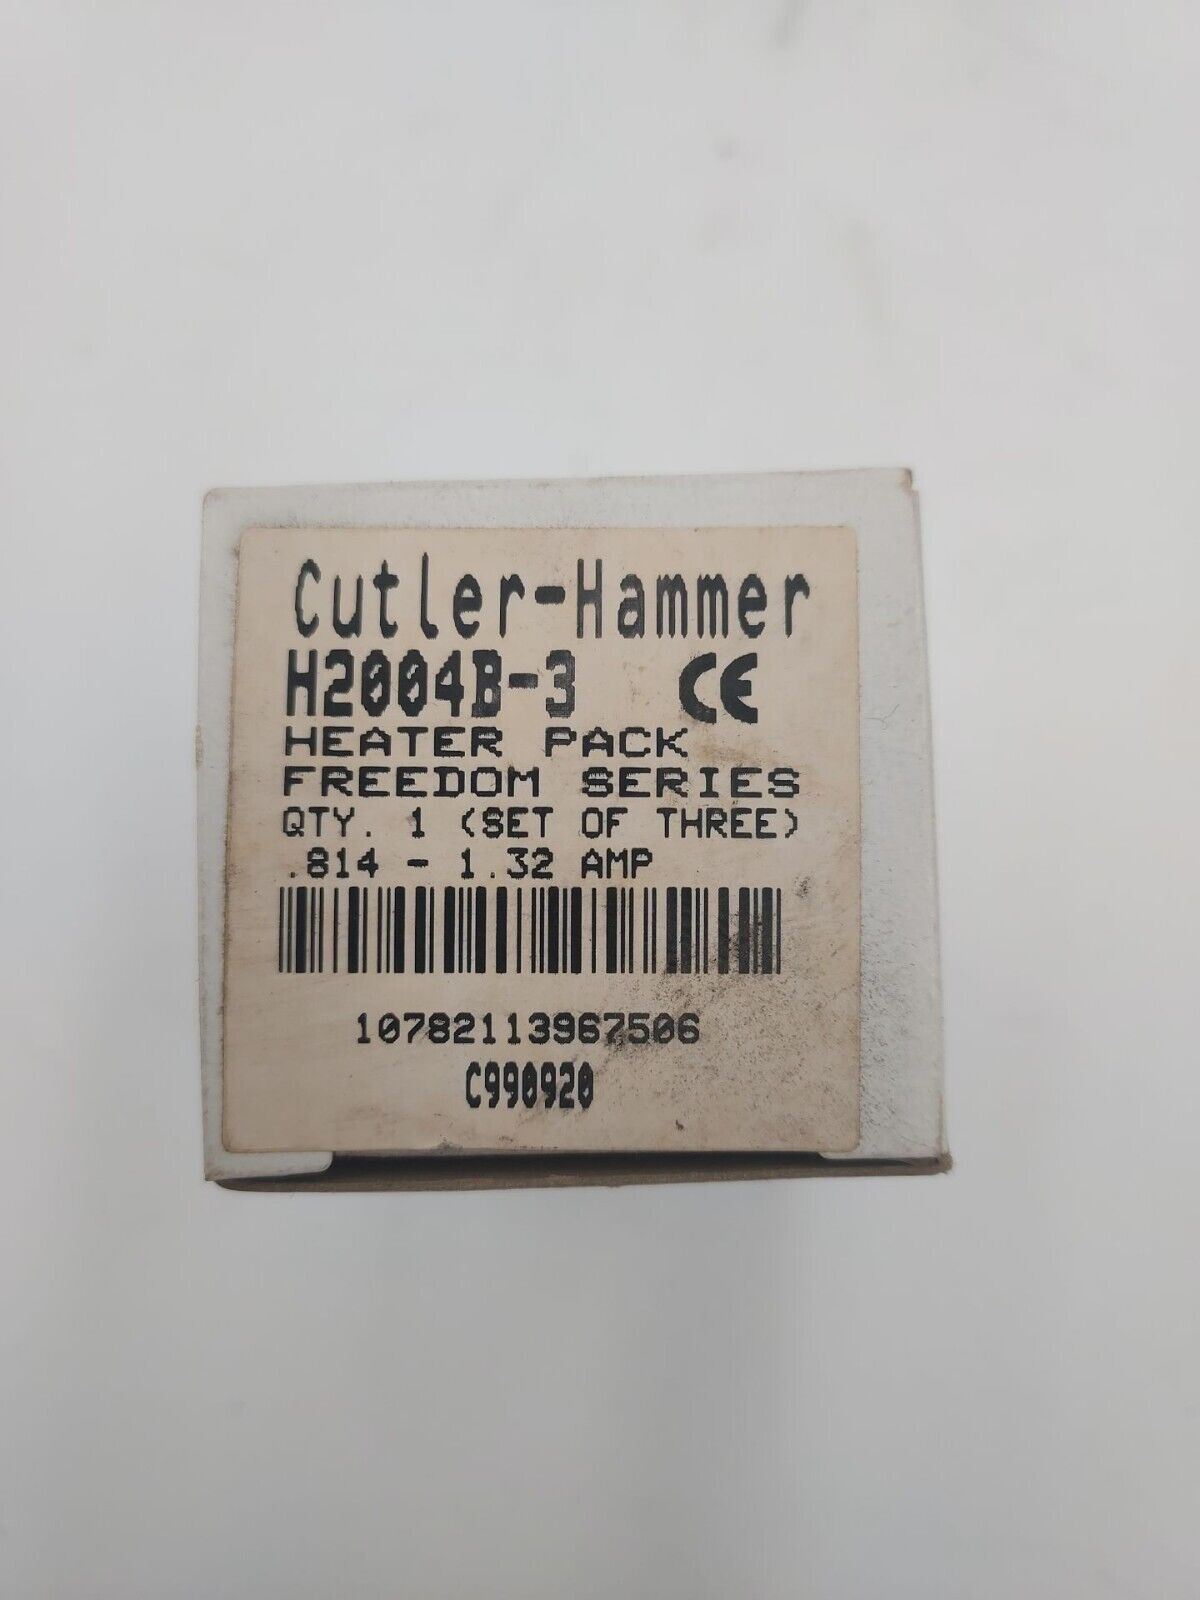 Cutler-Hammer
H2004B-3 CE
HEATER PACK
FREEDOM SERIES
QTY. 1 (SET OF THREE)
.814 - 1.32 AMP
10782113967506
C990920